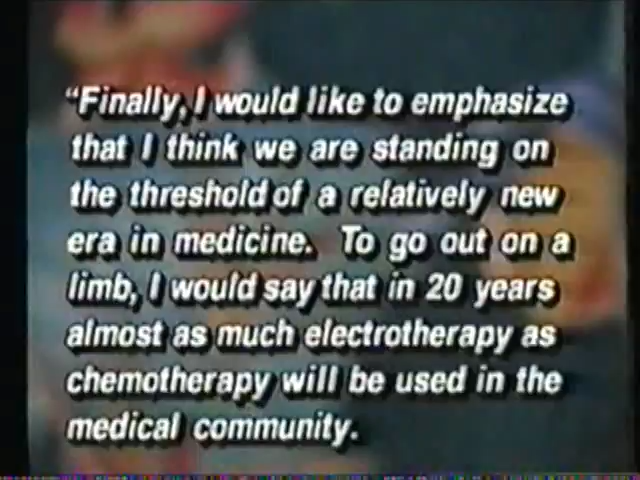 “Finally, I would like to emphasize
that I think we are standing on
the threshold of a relatively new
era in medicine. To go out on a
limb, I would say that in 20 years
almost as much electrotherapy as
chemotherapy will be used in the
medical community.